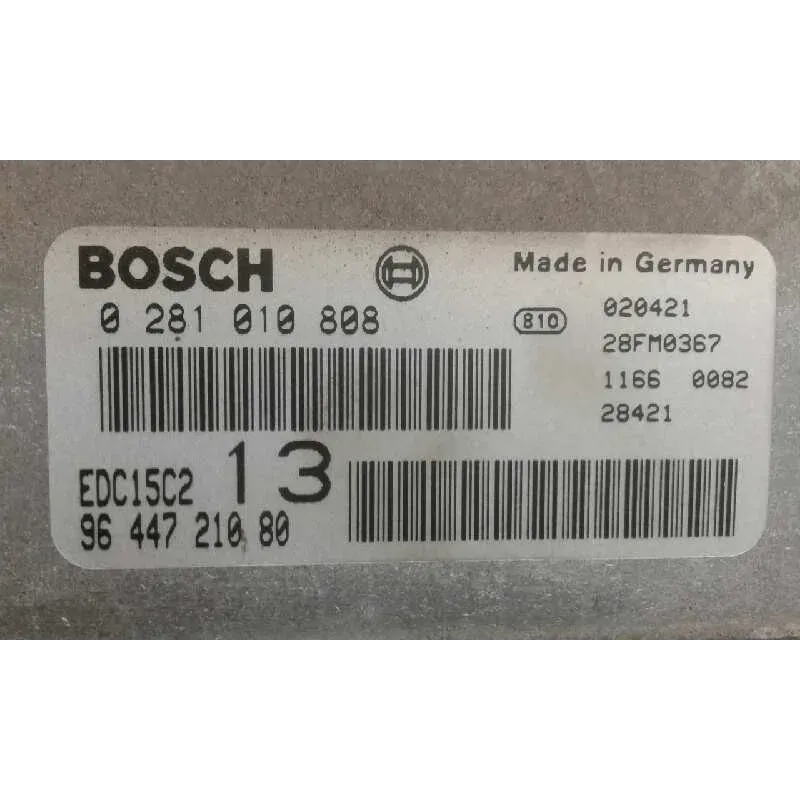 BOSCH
Made in Germany
0 281 010 808
810
020421
28FM0367
1166 0082
28421
EDC15C2
13
96 447 210 80